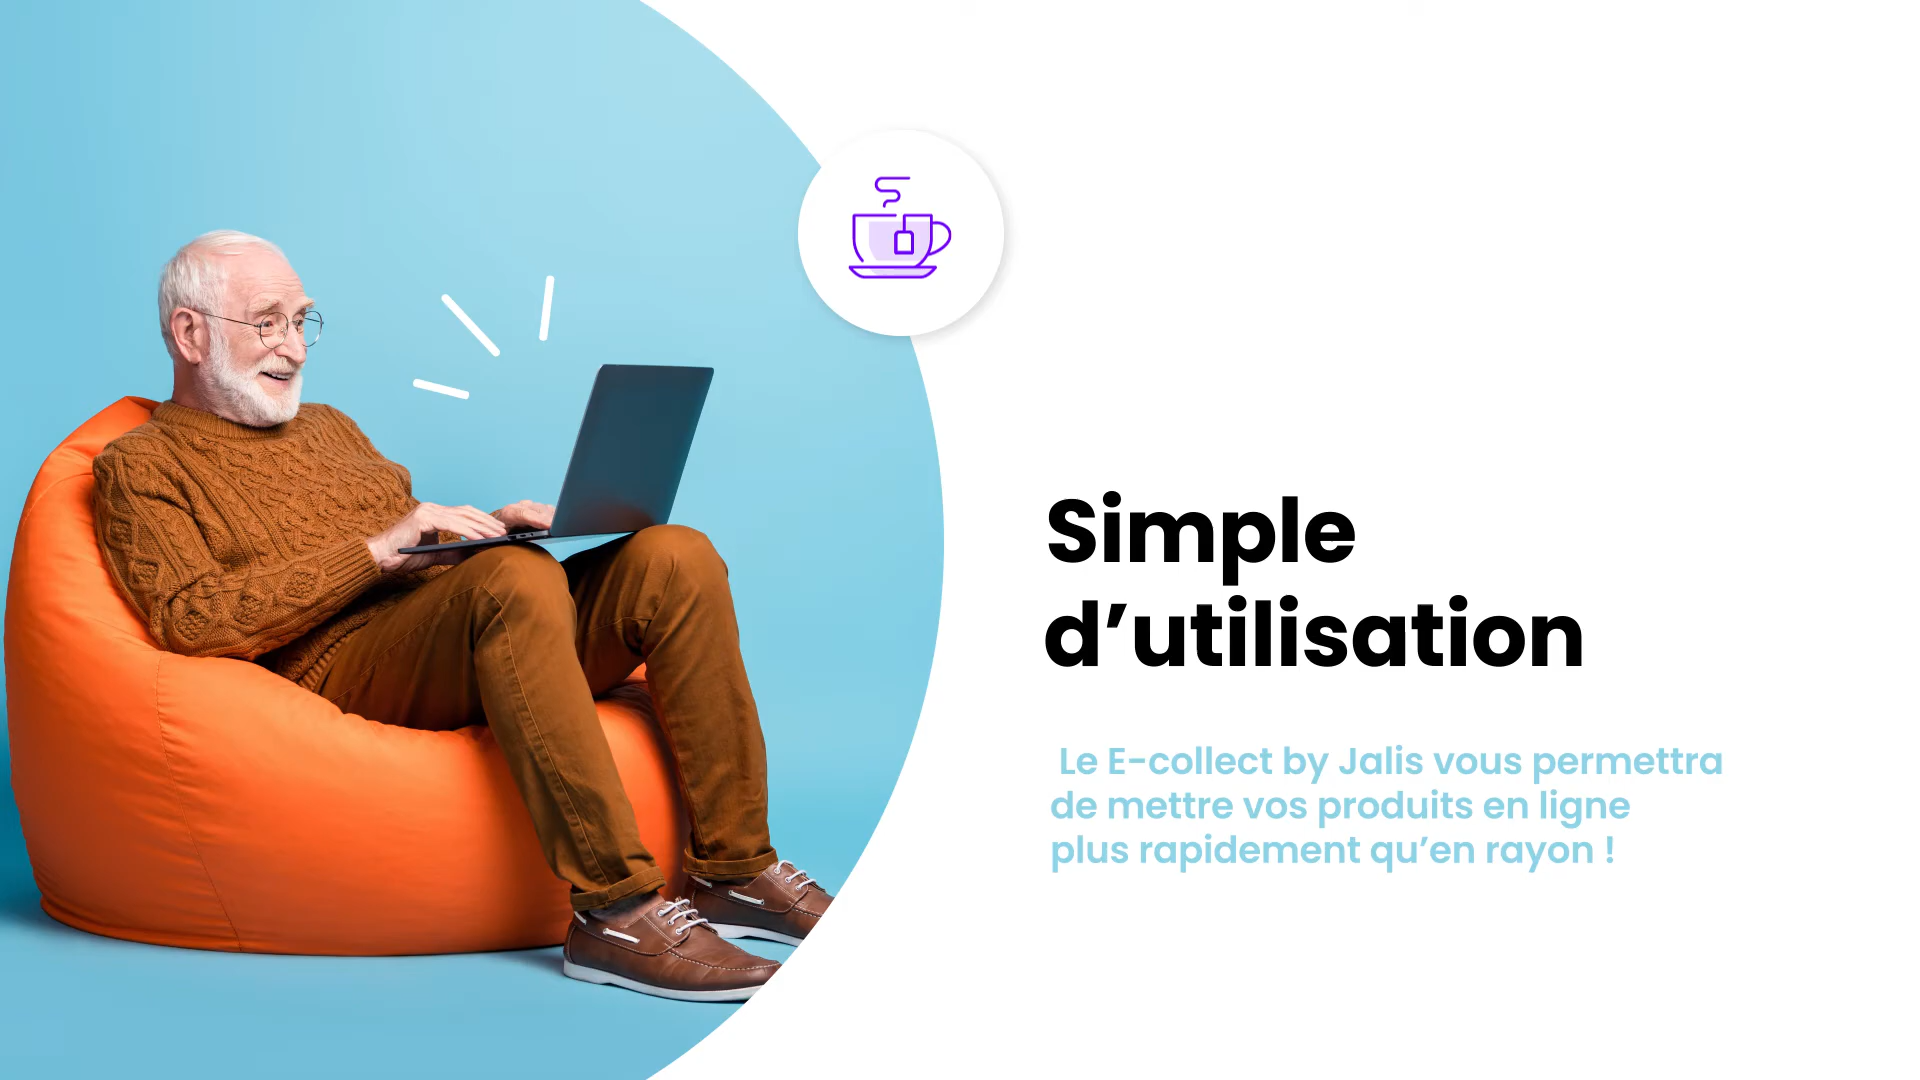 Simple
d’utilisation
Le E-collect by Jalis vous permettra
de mettre vos produits en ligne
plus rapidement qu’en rayon !